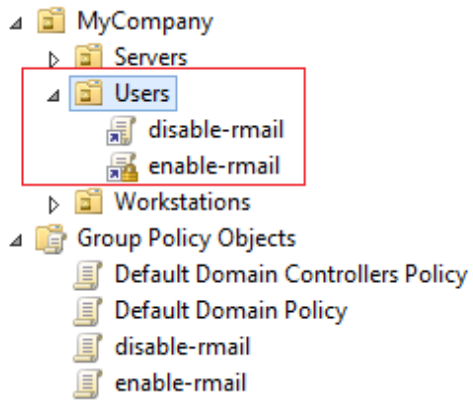 MyCompany
Servers
Users
disable-rmail
enable-rmail
Workstations
Group Policy Objects
Default Domain Controllers Policy
Default Domain Policy
disable-rmail
enable-rmail